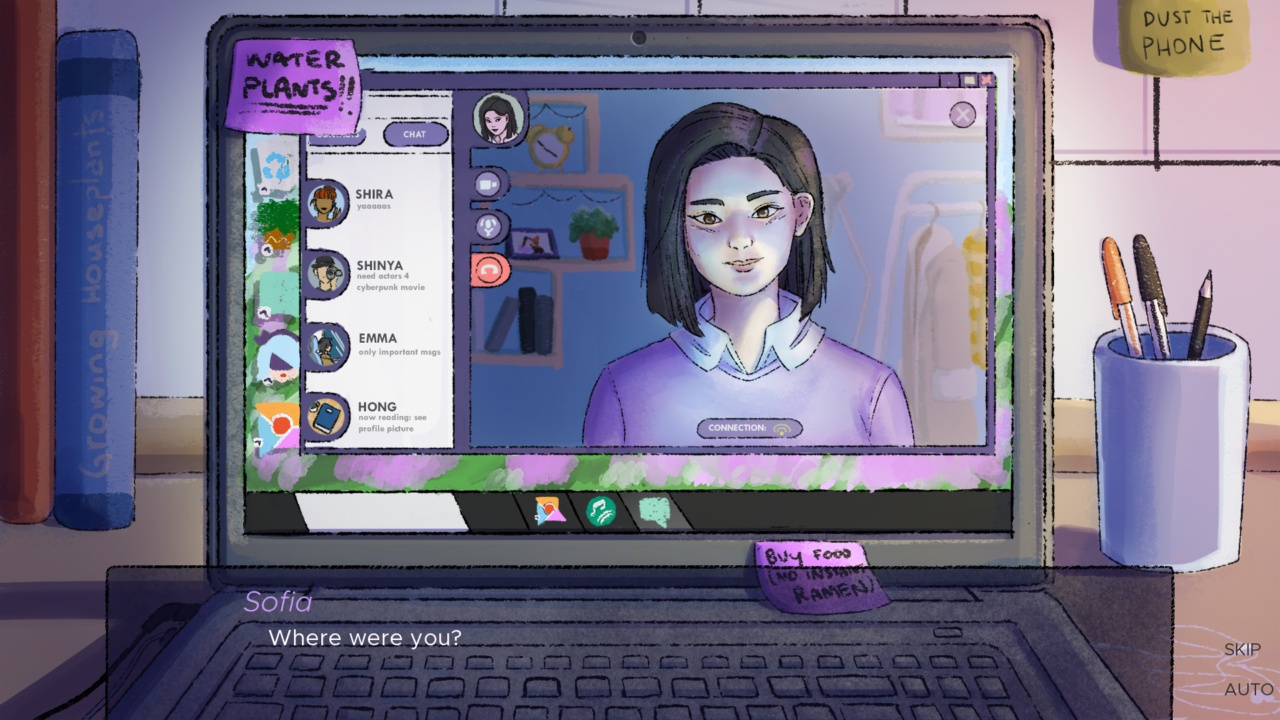 DUST THE
PHONE
WATER
PLANTS!!
Growing Houseplants
CHAT
SHIRA
yaaaaas
SHINYA
need actors 4
cyberpunk movie
EMMA
only important msgs
HONG
now reading: see
profile picture
CONNECTION:
BUY FOOD
(NO INSTANT
RAMEN)
Sofia
Where were you?
SKIP
AUTO